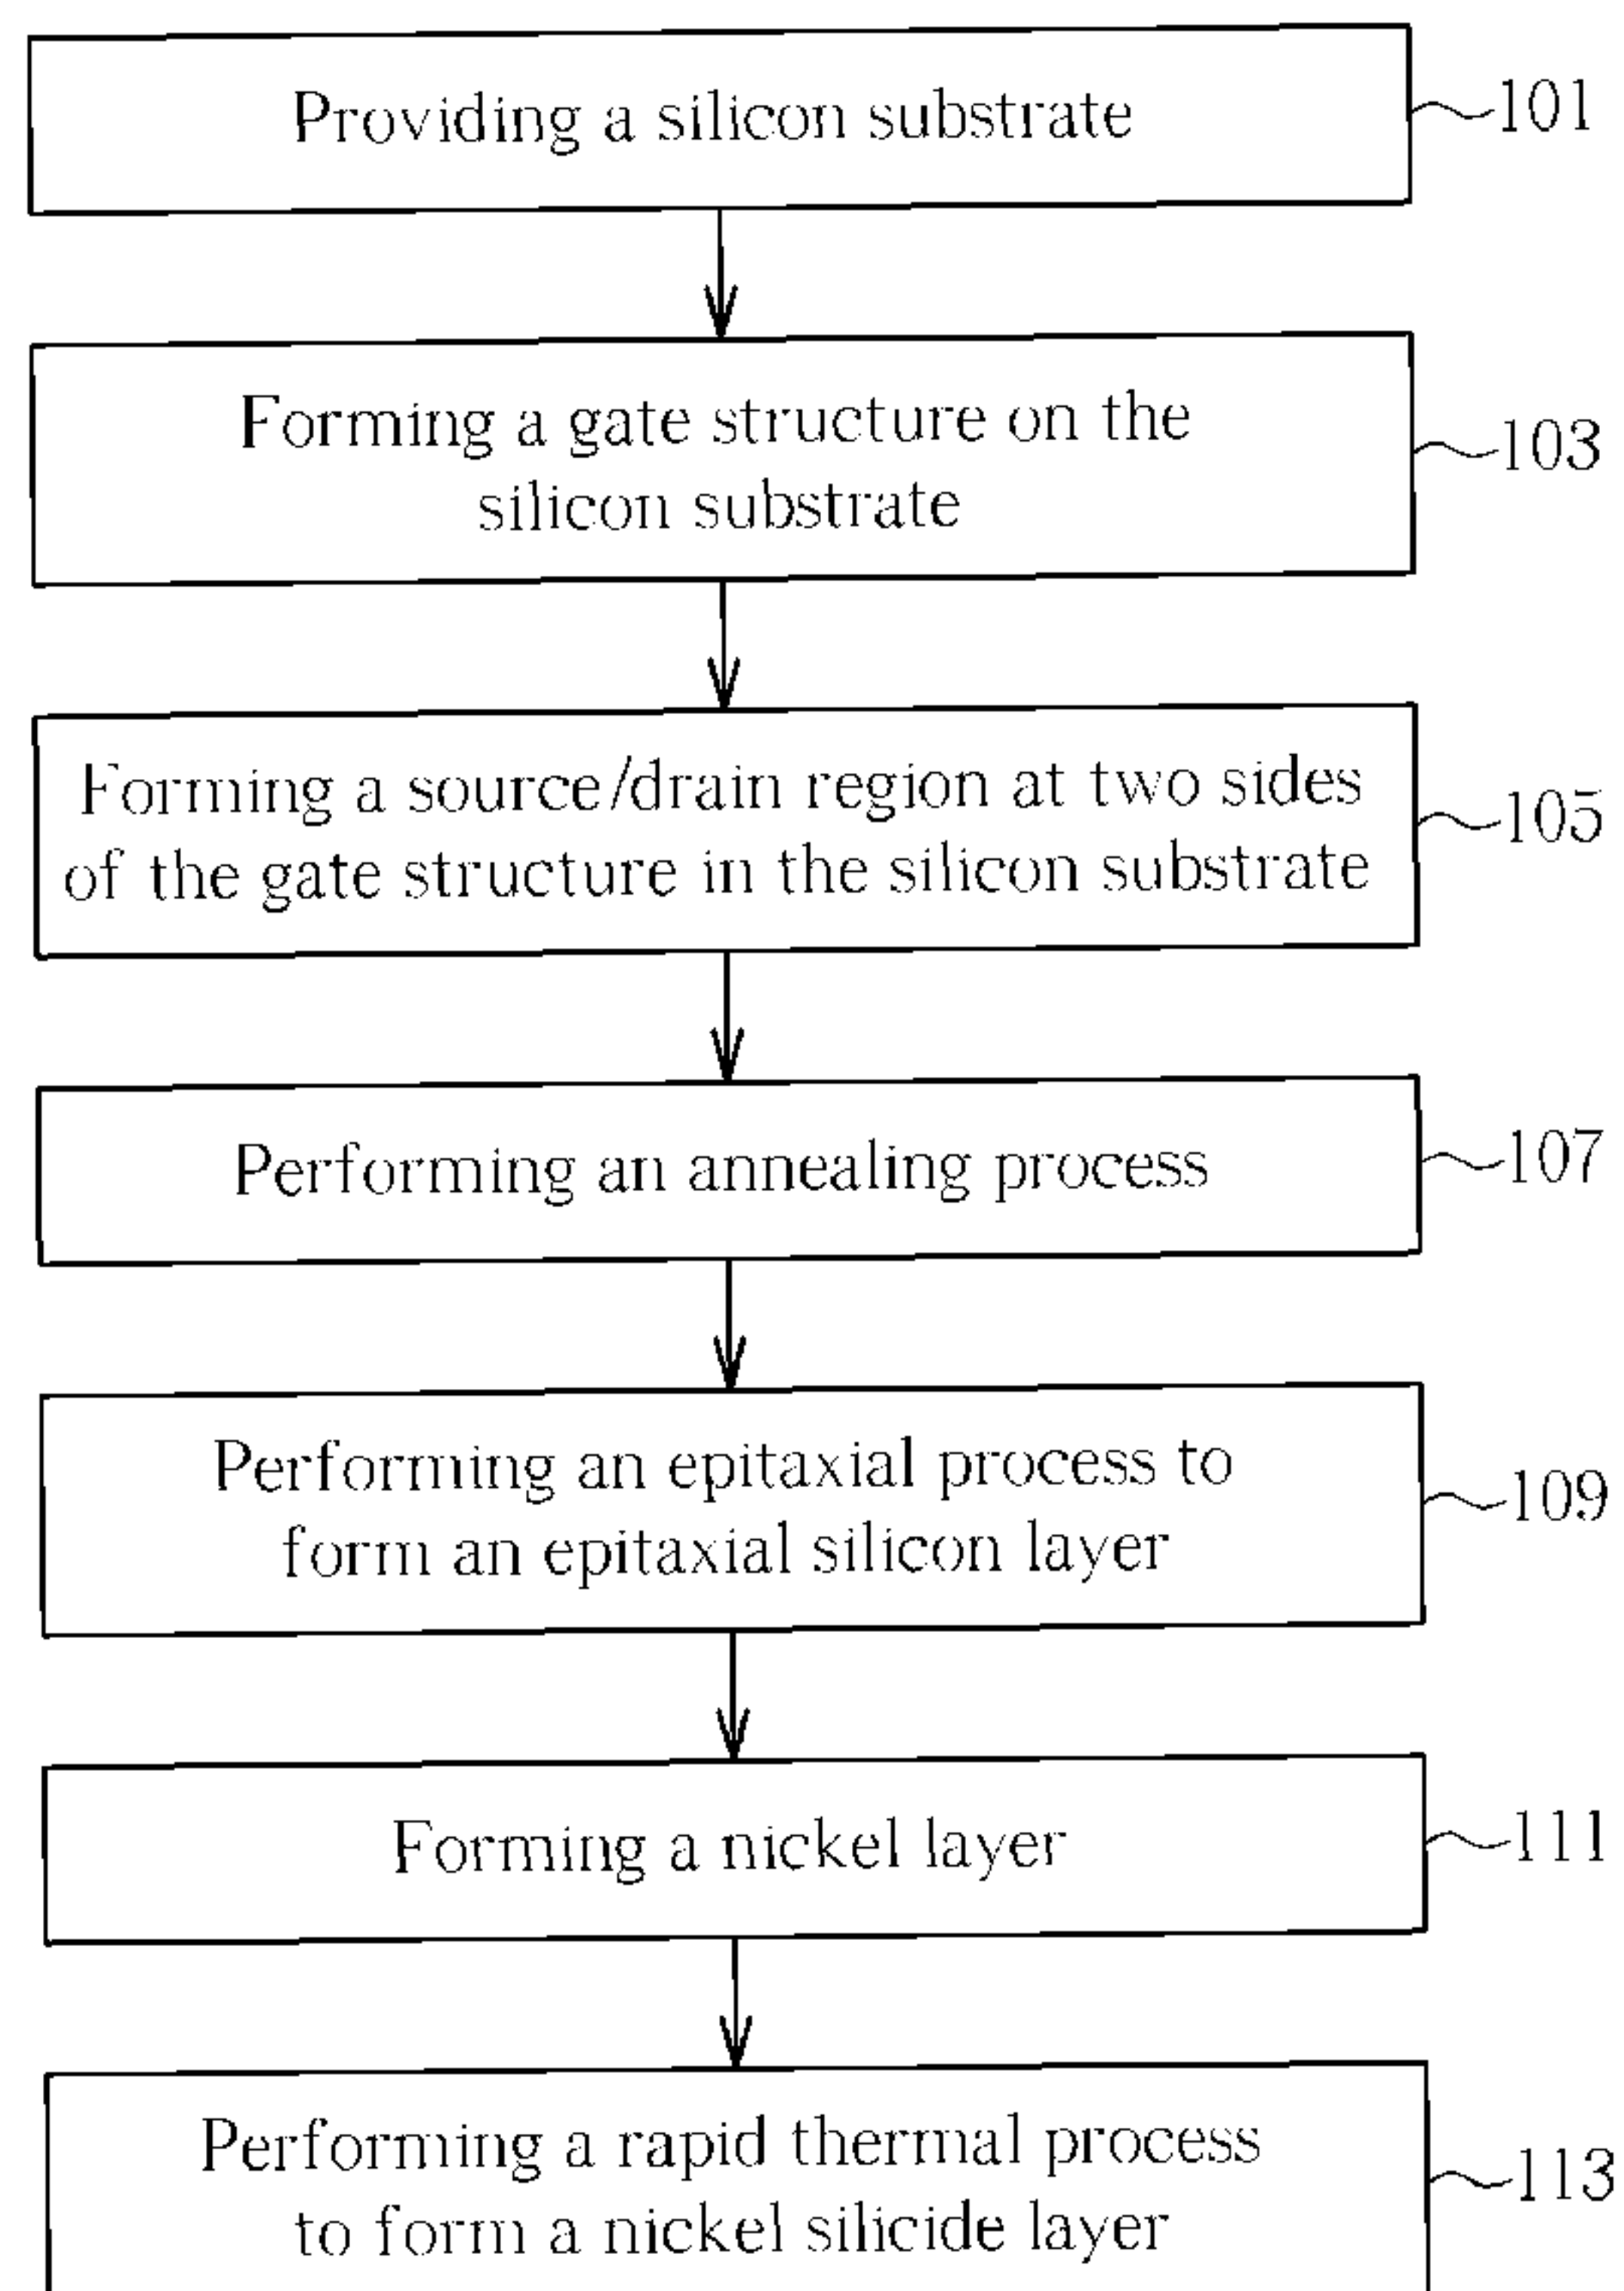 Providing a silicon substrate
101
Forming a gate structure on the
silicon substrate
103
Forming a source/drain region at two sides
of the gate structure in the silicon substrate
105
Performing an annealing process
107
Performing an epitaxial process to
form an epitaxial silicon layer
109
Forming a nickel layer
111
Performing a rapid thermal process
to form a nickel silicide layer
113